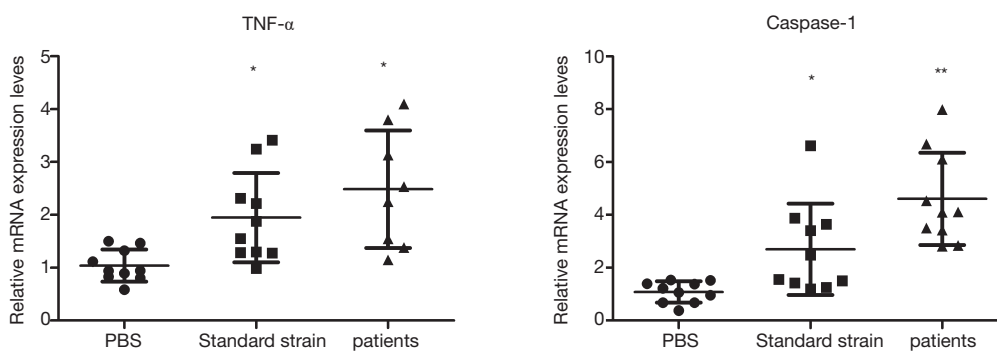 TNF-α
Relative mRNA expression leves
5
4
3
2
1
0
*
*
PBS
Standard strain
patients
Caspase-1
Relative mRNA expression leves
10
8
6
4
2
0
*
**
PBS
Standard strain
patients